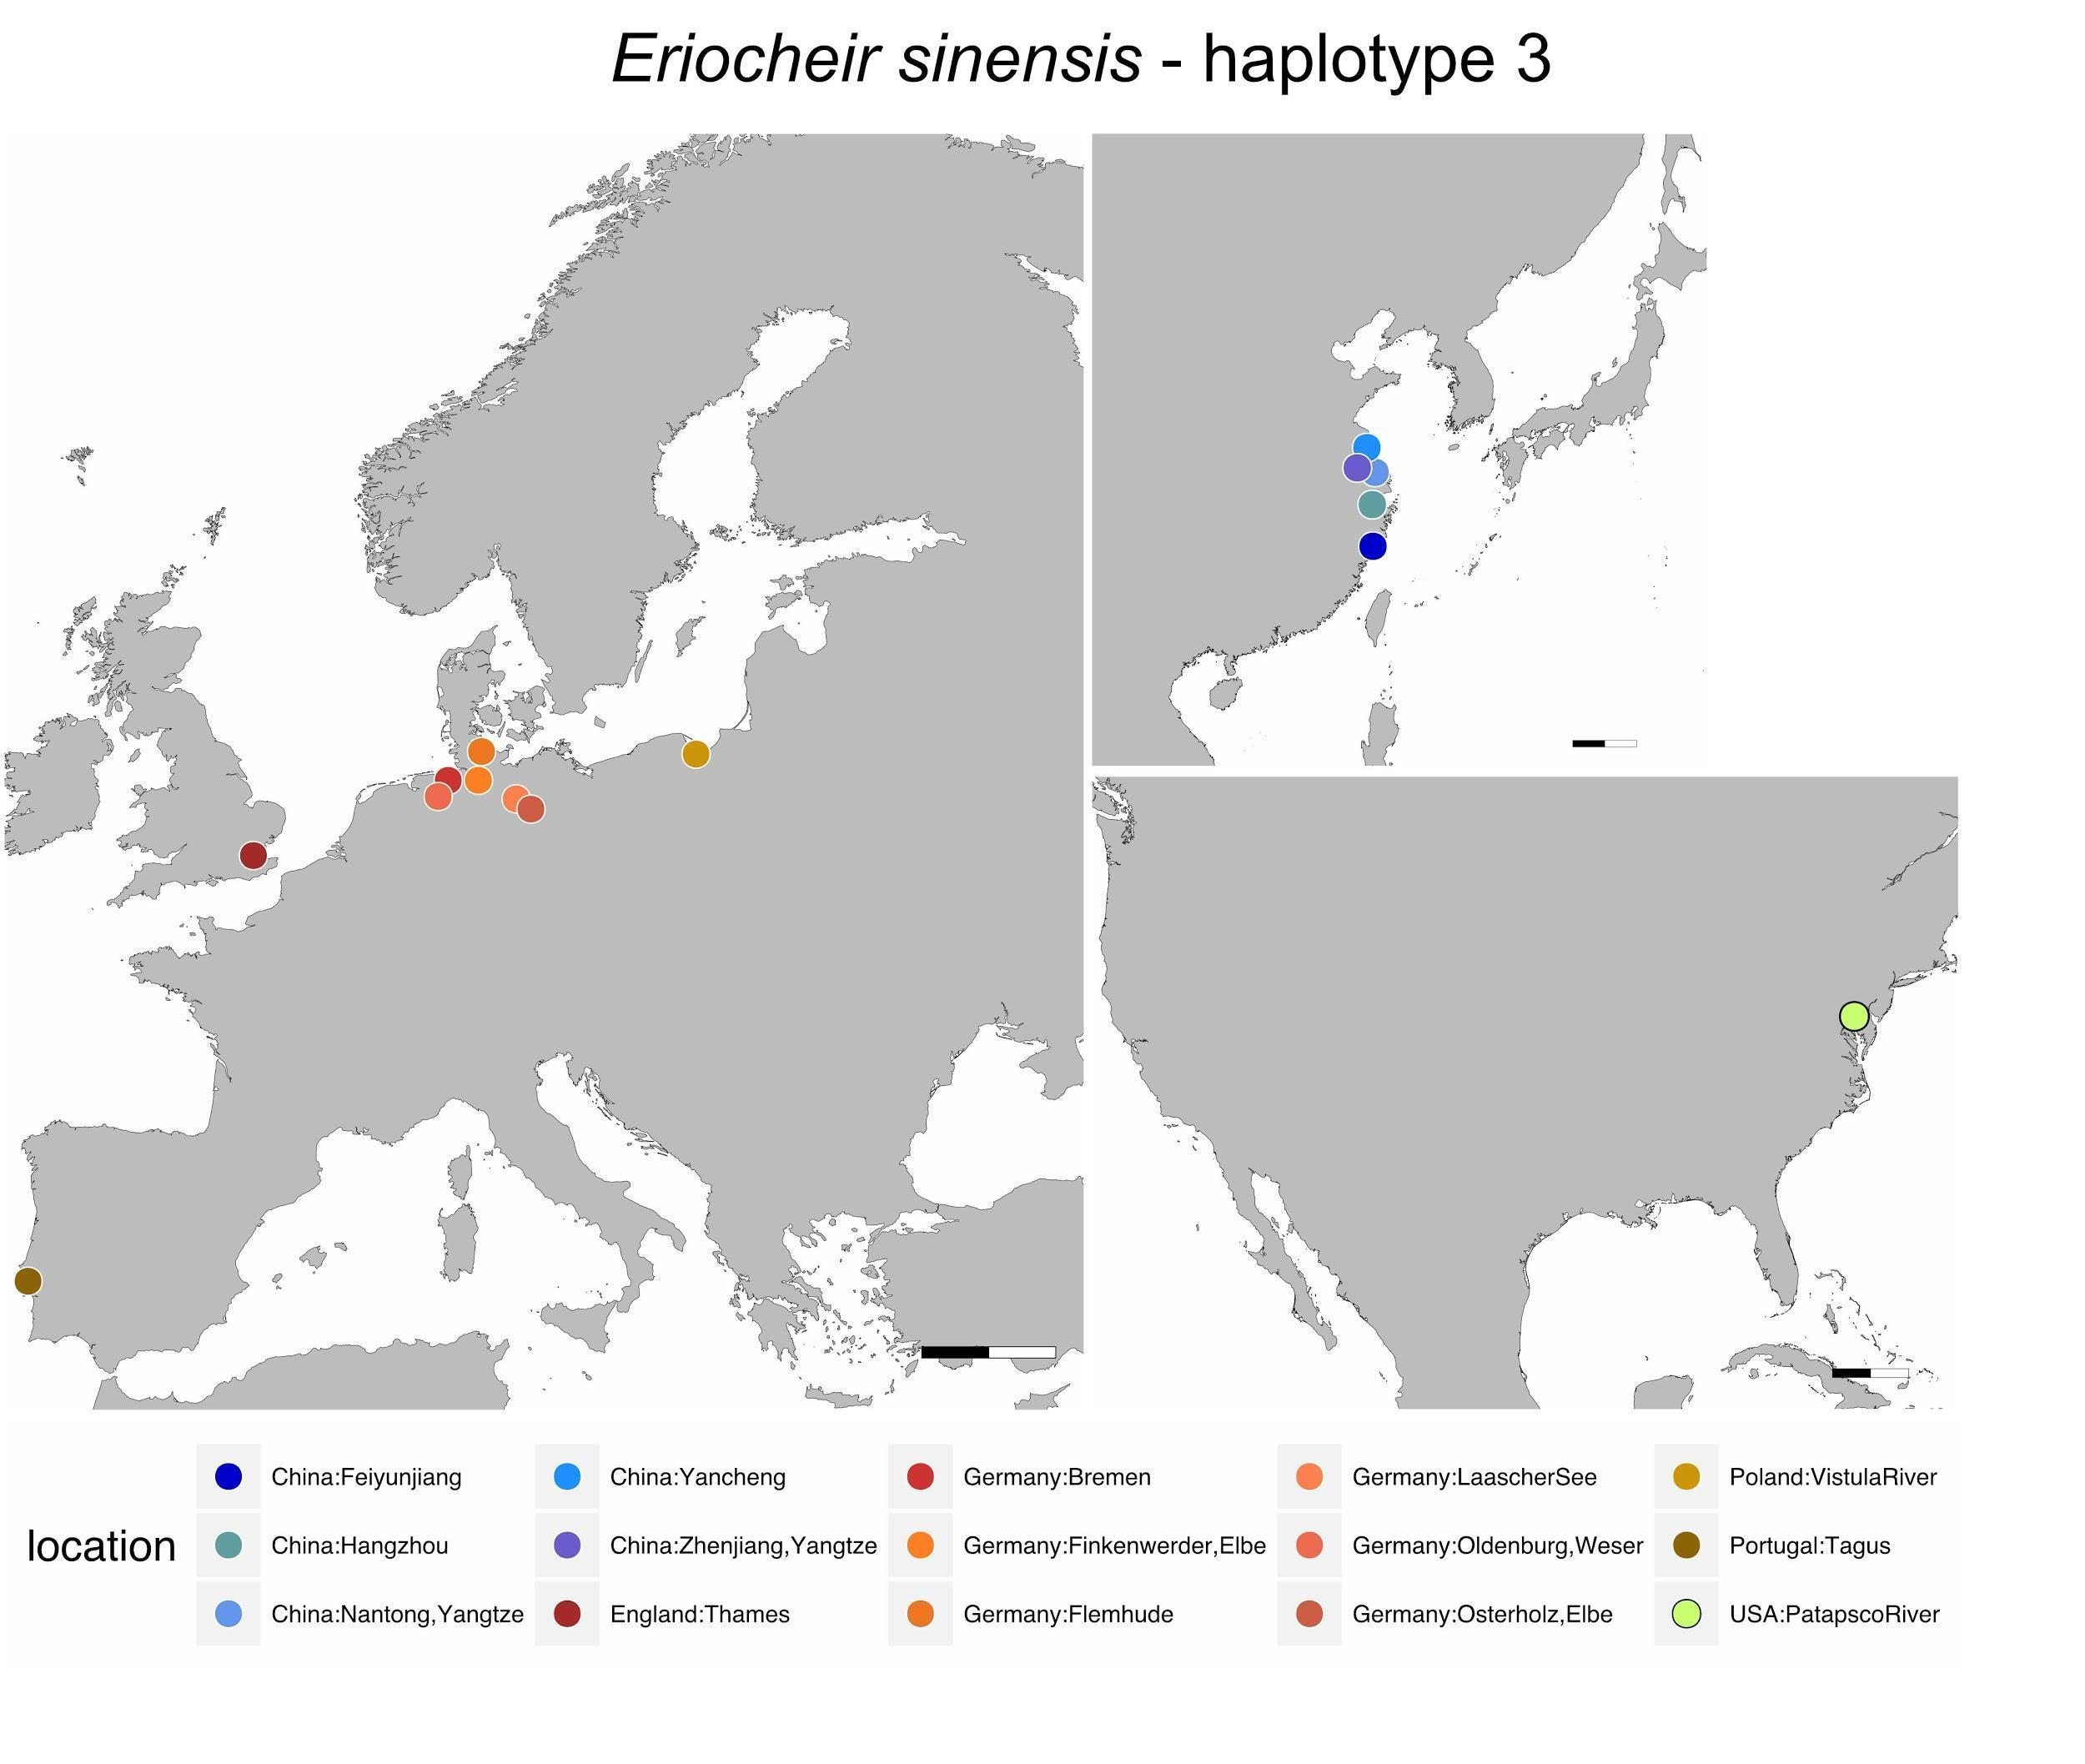 Eriocheir sinensis - haplotype 3
location
China:Feiyunjiang
China:Hangzhou
China:Nantong,Yangtze
China:Yancheng
China:Zhenjiang,Yangtze
England:Thames
Germany:Bremen
Germany:Finkenwerder,Elbe
Germany:Flemhude
Germany:LaascherSee
Germany:Oldenburg,Weser
Germany:Osterholz,Elbe
Poland:VistulaRiver
Portugal:Tagus
USA:PatapscoRiver